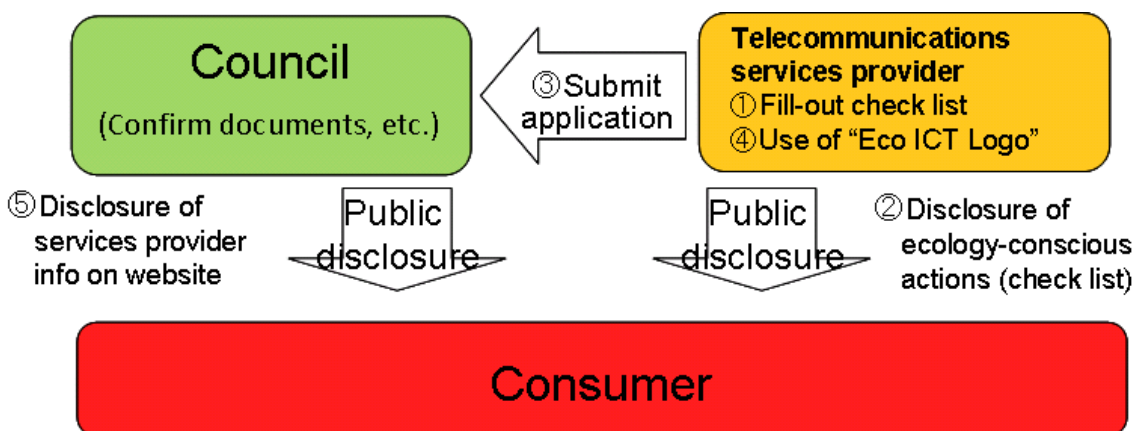 Council
(Confirm documents, etc.)
③Submit
application
Telecommunications
services provider
①Fill-out check list
④Use of “Eco ICT Logo”
⑤Disclosure of
services provider
info on website
Public
disclosure
Public
disclosure
②Disclosure of
ecology-conscious
actions (check list)
Consumer